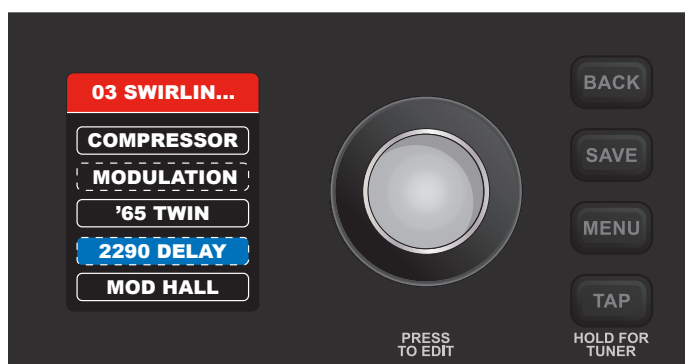 03 SWIRLIN...
COMPRESSOR
MODULATION
’65 TWIN
2290 DELAY
MOD HALL
PRESS
TO EDIT
BACK
SAVE
MENU
TAP
HOLD FOR
TUNER